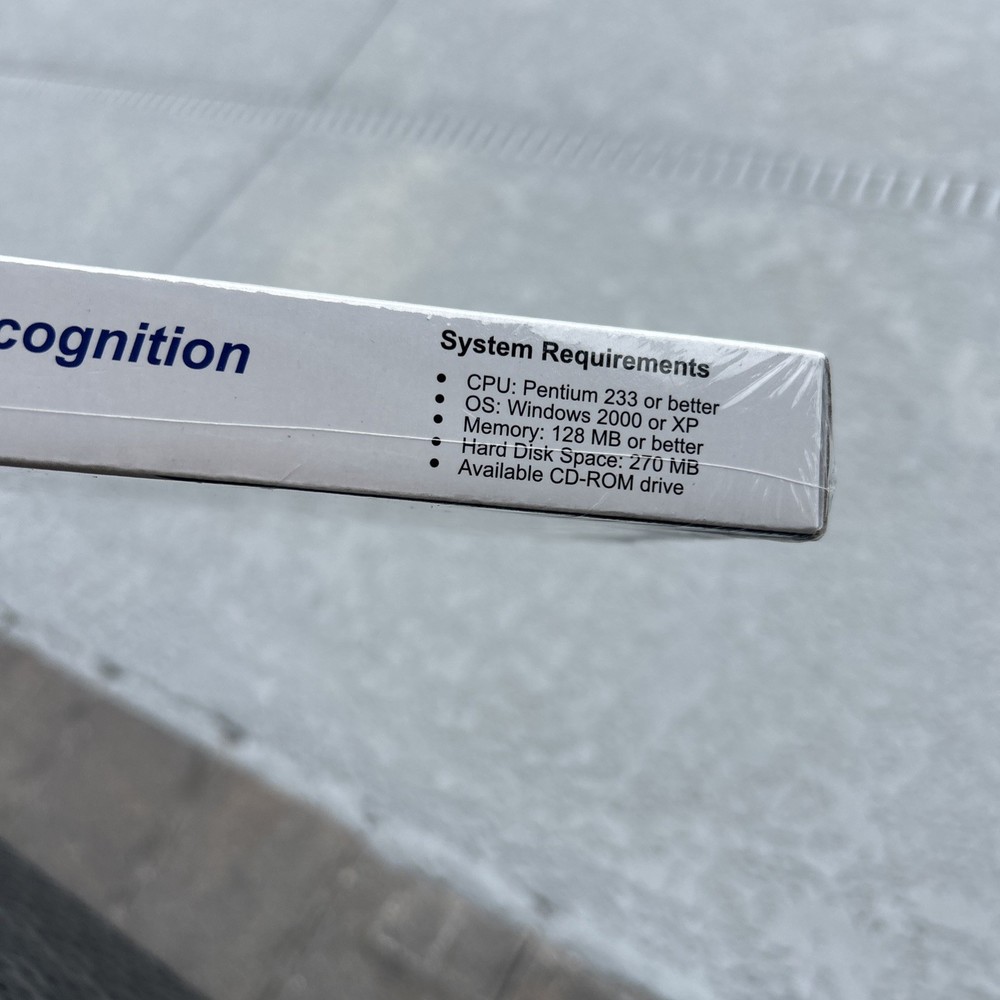 cognition
System Requirements
• CPU: Pentium 233 or better
• OS: Windows 2000 or XP
• Memory: 128 MB or better
• Hard Disk Space: 270 MB
• Available CD-ROM drive